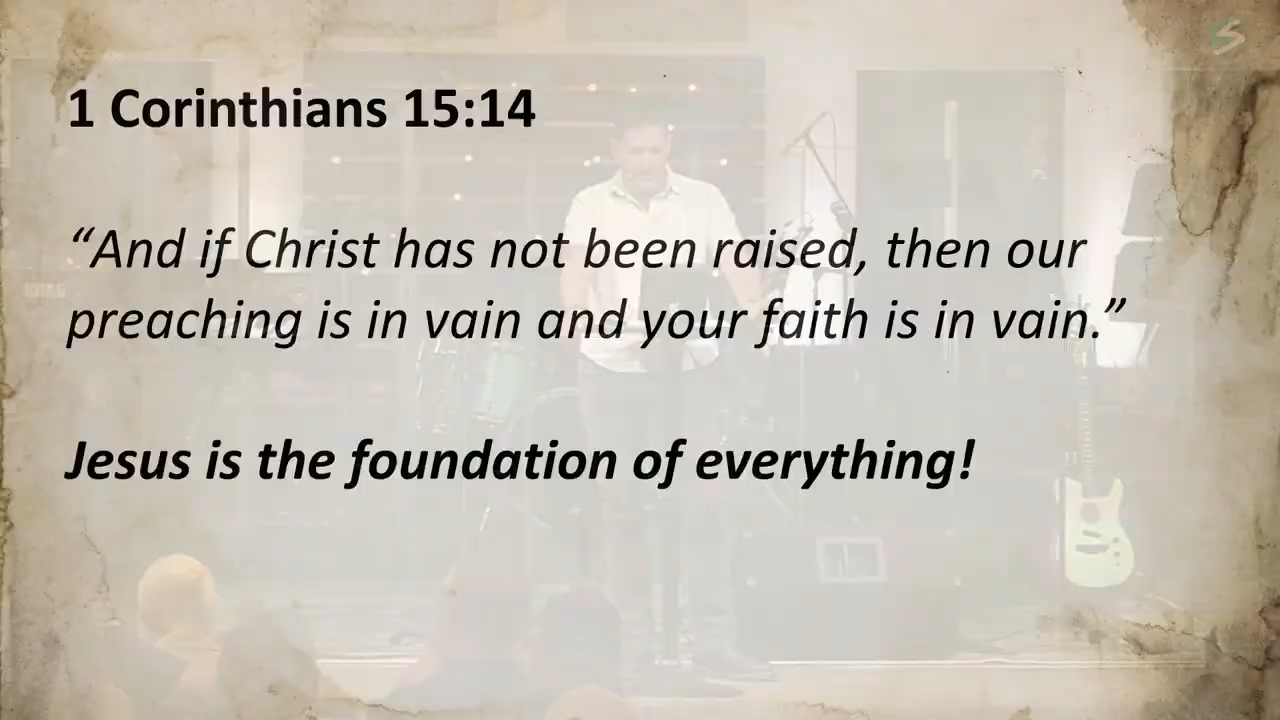 1 Corinthians 15:14
“And if Christ has not been raised, then our
preaching is in vain and your faith is in vain.”
Jesus is the foundation of everything!